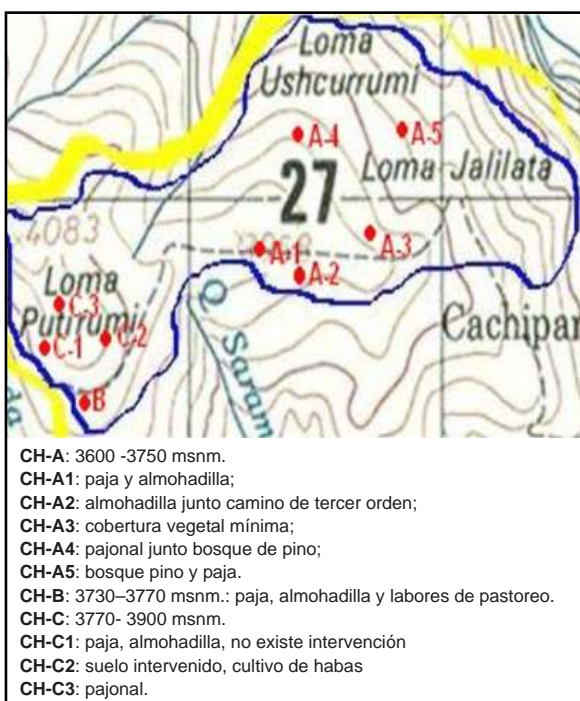 Loma
Ushcurrumi
A-4
A-5
27
Loma Jalilata
4083
A-3
A-1
A-2
Loma
C-3
Putirumi
C-2
C-1
B
Q. Saram
Cachipam
da
CH-A: 3600 -3750 msnm.
CH-A1: paja y almohadilla;
CH-A2: almohadilla junto camino de tercer orden;
CH-A3: cobertura vegetal mínima;
CH-A4: pajonal junto bosque de pino;
CH-A5: bosque pino y paja.
CH-B: 3730–3770 msnm.: paja, almohadilla y labores de pastoreo.
CH-C: 3770- 3900 msnm.
CH-C1: paja, almohadilla, no existe intervención
CH-C2: suelo intervenido, cultivo de habas
CH-C3: pajonal.